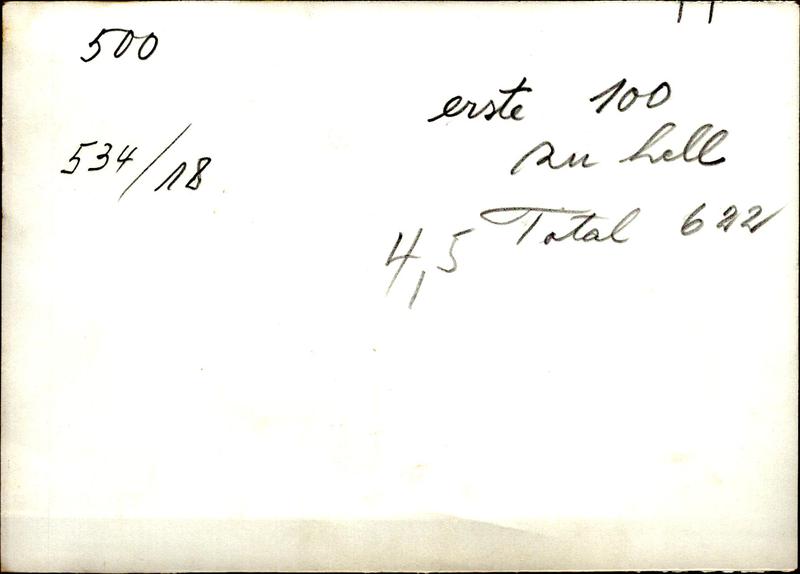 500
erste 100
zu hell
534/18
Total 622
4,5